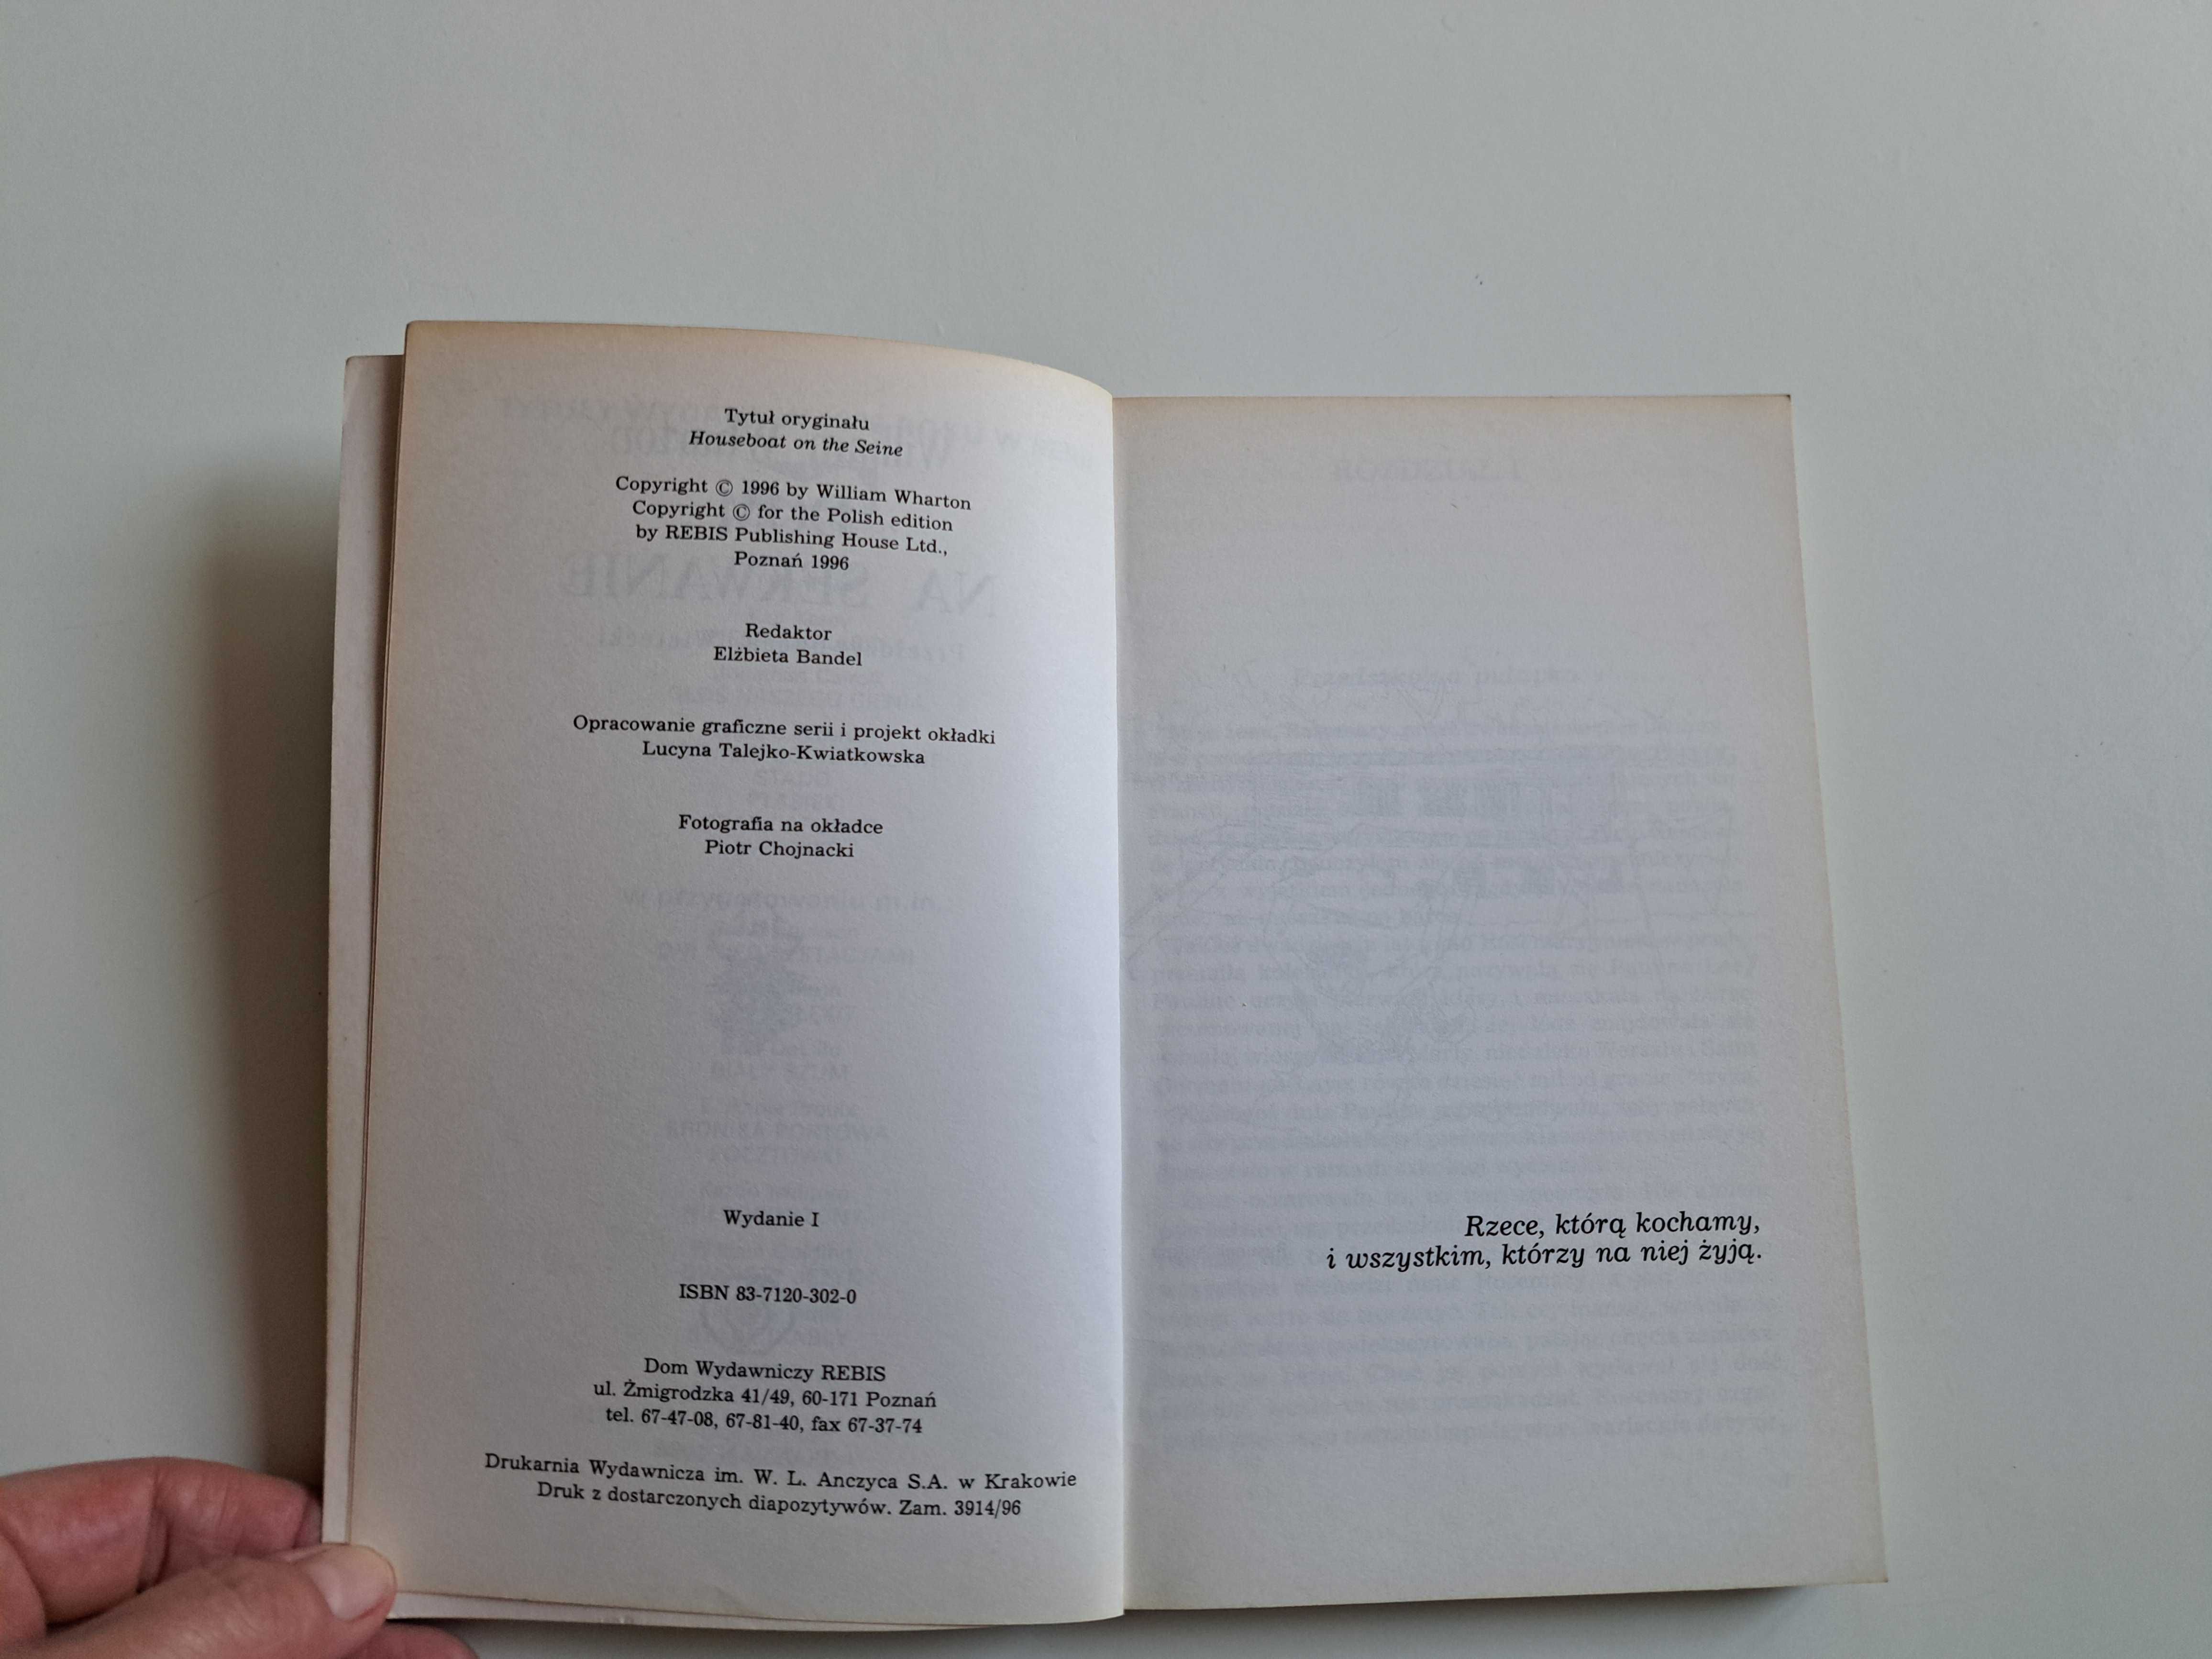 Tytuł oryginału
Houseboat on the Seine
Copyright © 1996 by William Wharton
Copyright © for the Polish edition
by REBIS Publishing House Ltd.,
Poznań 1996
Redaktor
Elżbieta Bandel
Opracowanie graficzne serii i projekt okładki
Lucyna Talejko-Kwiatkowska
Fotografia na okładce
Piotr Chojnacki
Wydanie I
ISBN 83-7120-302-0
Dom Wydawniczy REBIS
ul. Żmigrodzka 41/49, 60-171 Poznań
tel. 67-47-08, 67-81-40, fax 67-37-74
Drukarnia Wydawnicza im. W. L. Anczyca S.A. w Krakowie
Druk z dostarczonych diapozytywów. Zam. 3914/96
Rzece, którą kochamy,
i wszystkim, którzy na niej żyją.